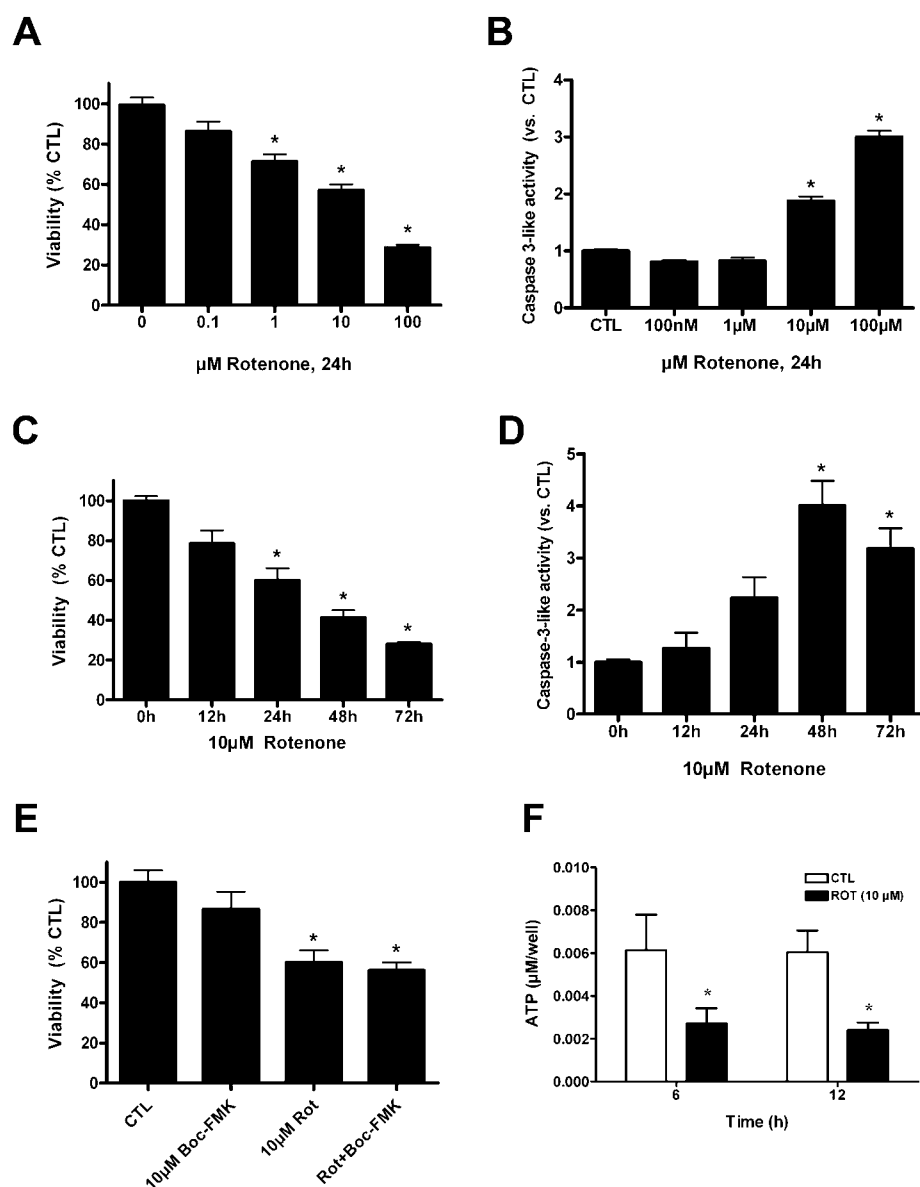 A
Viability (% CTL)
100
80
60
40
20
0
*
*
*
0 0.1 1 10 100
µM Rotenone, 24h
B
Caspase 3-like activity (vs. CTL)
4
3
2
1
0
*
*
CTL 100nM 1µM 10µM 100µM
µM Rotenone, 24h
C
Viability (% CTL)
100
80
60
40
20
0
*
*
*
0h 12h 24h 48h 72h
10µM Rotenone
D
Caspase-3-like activity (vs. CTL)
5
4
3
2
1
0
*
*
0h 12h 24h 48h 72h
10µM Rotenone
E
Viability (% CTL)
100
80
60
40
20
0
*
*
CTL
10µM Boc-FMK
10µM Rot
Rot+Boc-FMK
F
ATP (µM/well)
0.010
0.008
0.006
0.004
0.002
0.000
CTL
ROT (10 µM)
*
*
6 12
Time (h)